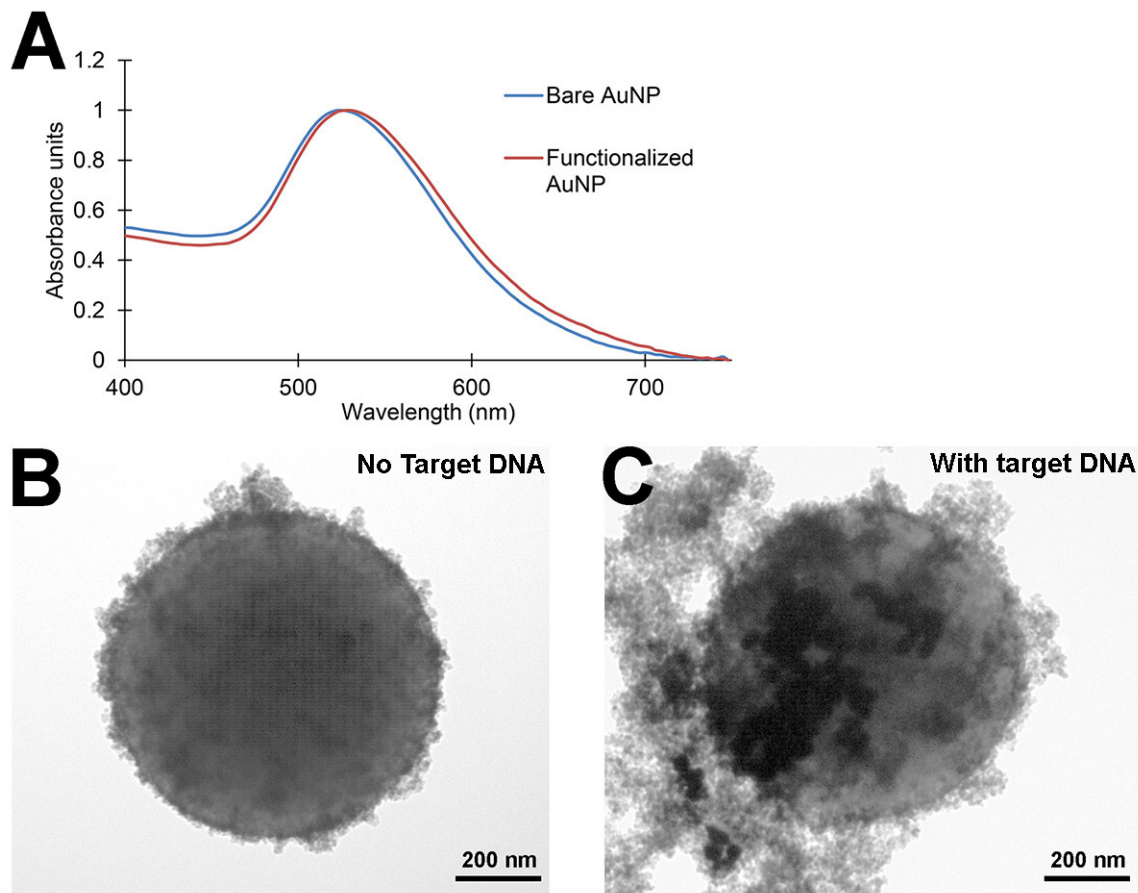 A
1.2
1
0.8
0.6
0.4
0.2
0
Absorbance units
400
500
600
700
Wavelength (nm)
Bare AuNP
Functionalized
AuNP
B
No Target DNA
200 nm
C
With target DNA
200 nm